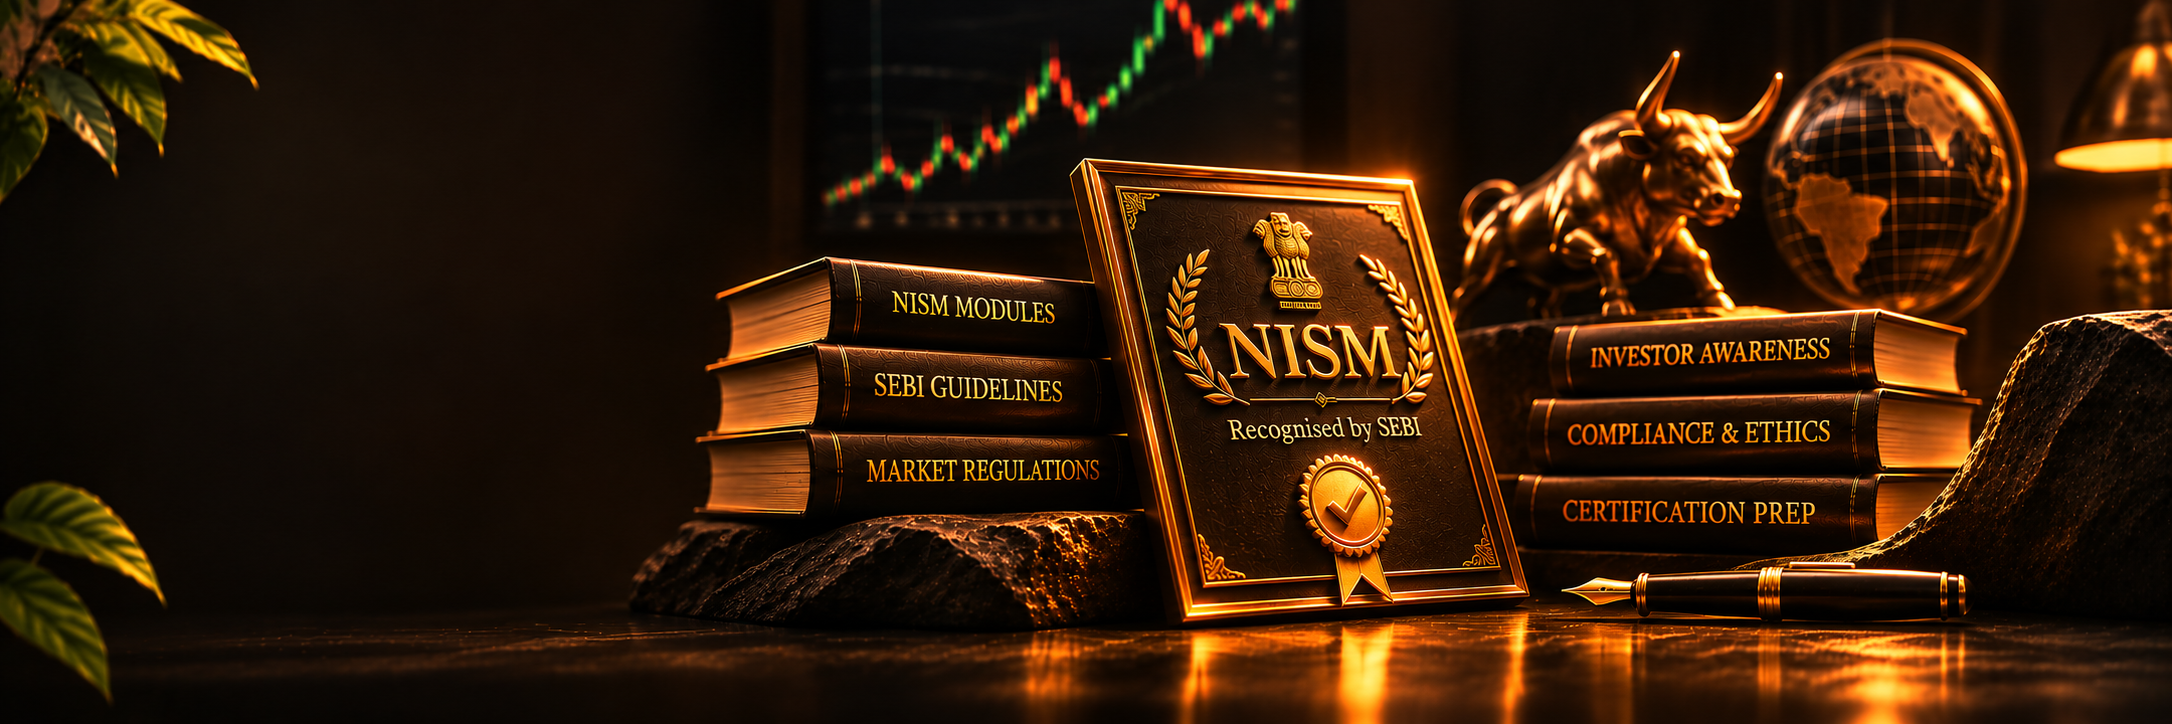 NISM MODULES
SEBI GUIDELINES
MARKET REGULATIONS
NISM
Recognised by SEBI
INVESTOR AWARENESS
COMPLIANCE & ETHICS
CERTIFICATION PREP